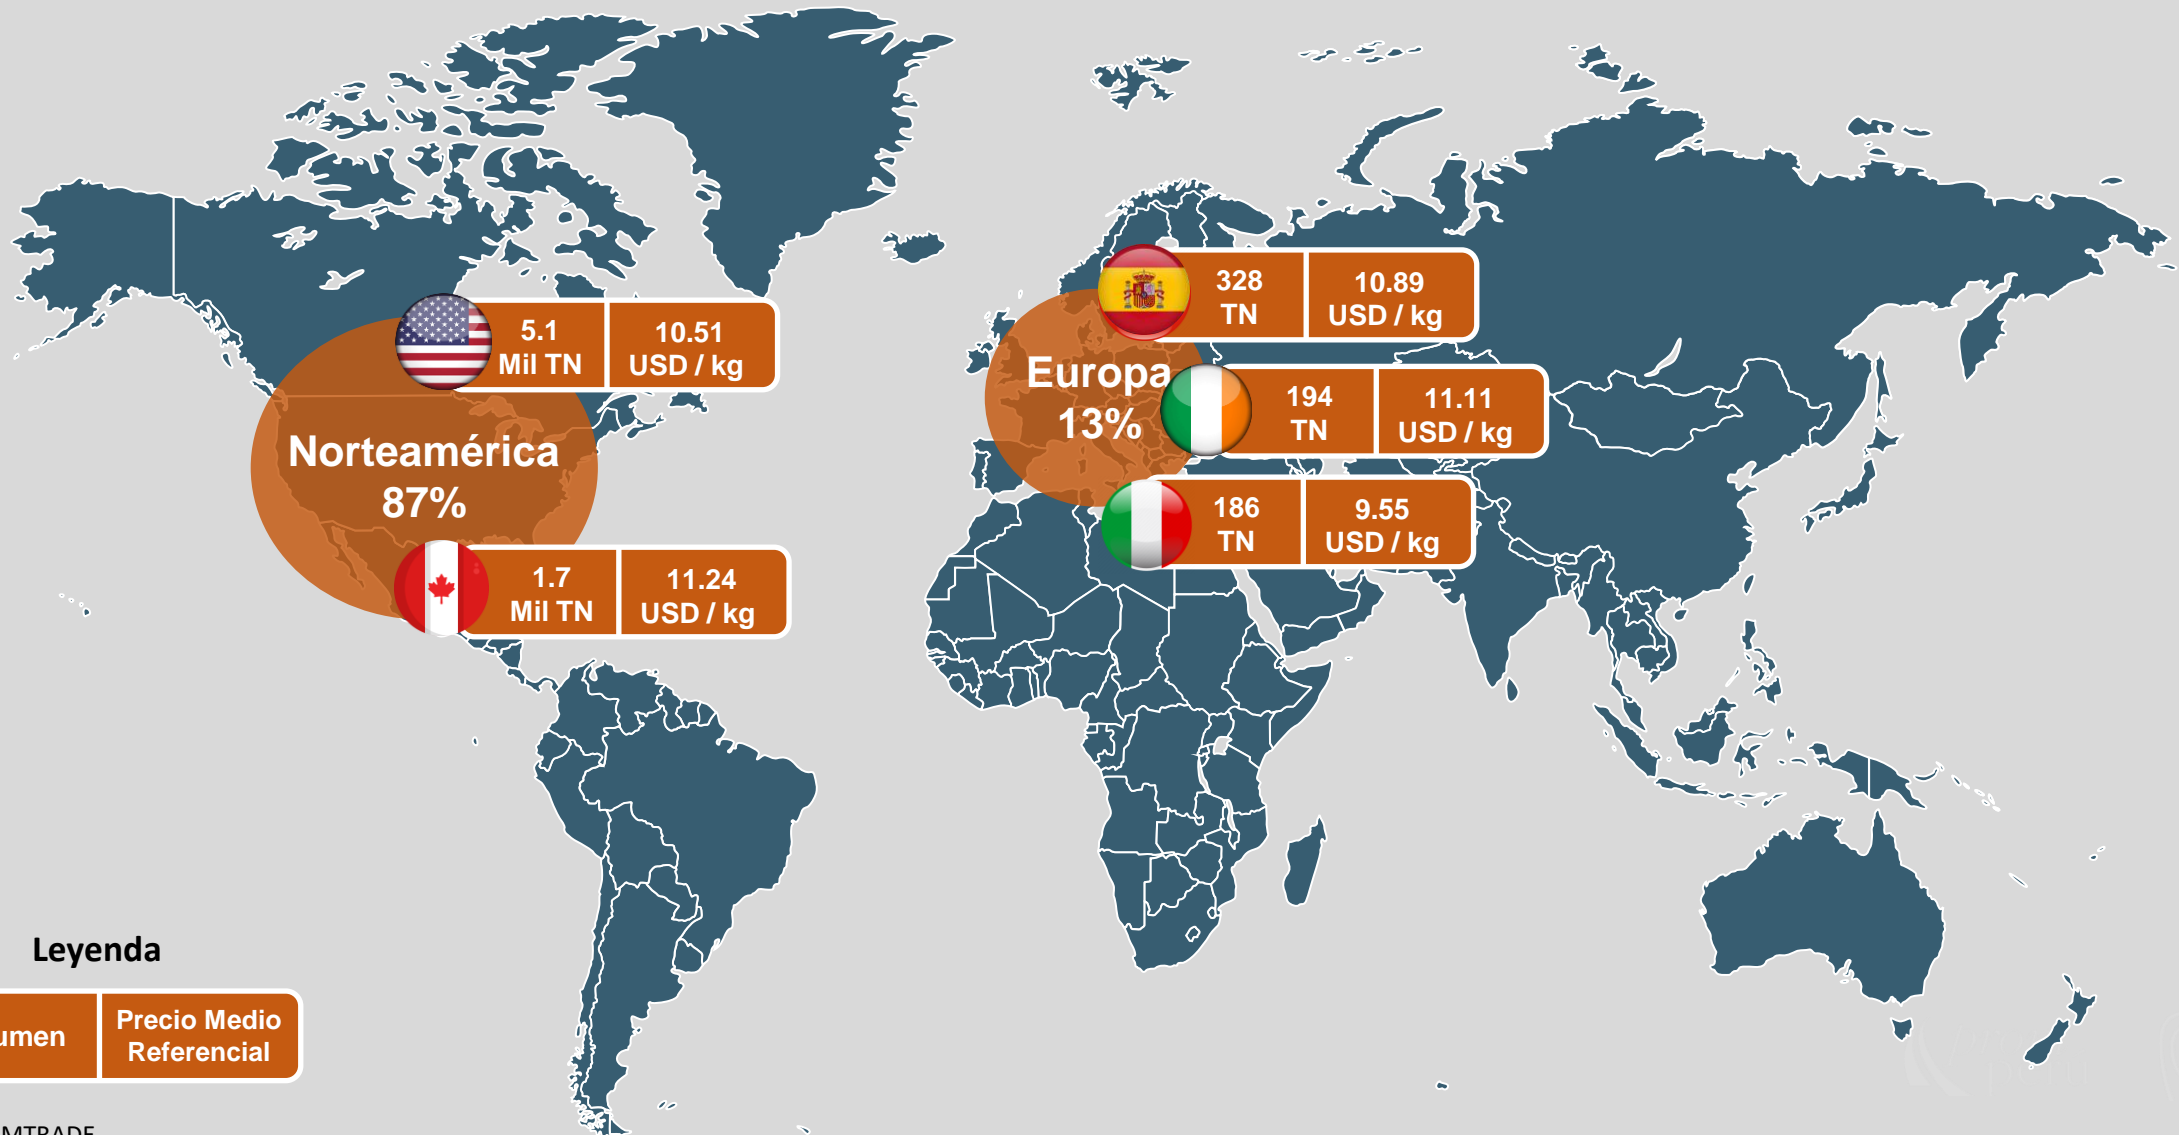 328
TN
10.89
USD / kg
5.1
Mil TN
10.51
USD / kg
Europa
13%
194
TN
11.11
USD / kg
Norteamérica
87%
186
TN
9.55
USD / kg
1.7
Mil TN
11.24
USD / kg
Leyenda
umen
Precio Medio
Referencial
MTRADE